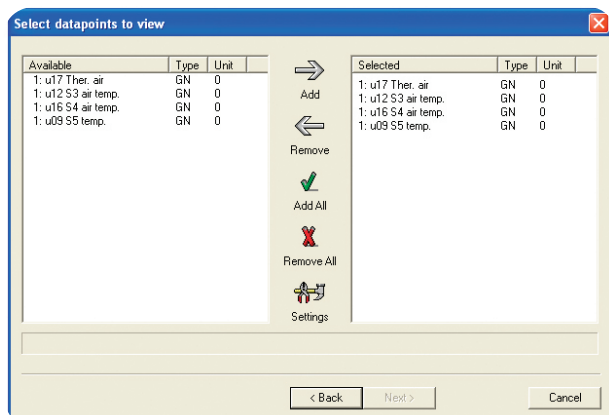 Select datapoints to view
Available Type Unit
1: u17 Ther. air GN 0
1: u12 S3 air temp. GN 0
1: u16 S4 air temp. GN 0
1: u09 S5 temp. GN 0
Add
Remove
Add All
Remove All
Settings
Selected Type Unit
1: u17 Ther. air GN 0
1: u12 S3 air temp. GN 0
1: u16 S4 air temp. GN 0
1: u09 S5 temp. GN 0
< Back Next > Cancel